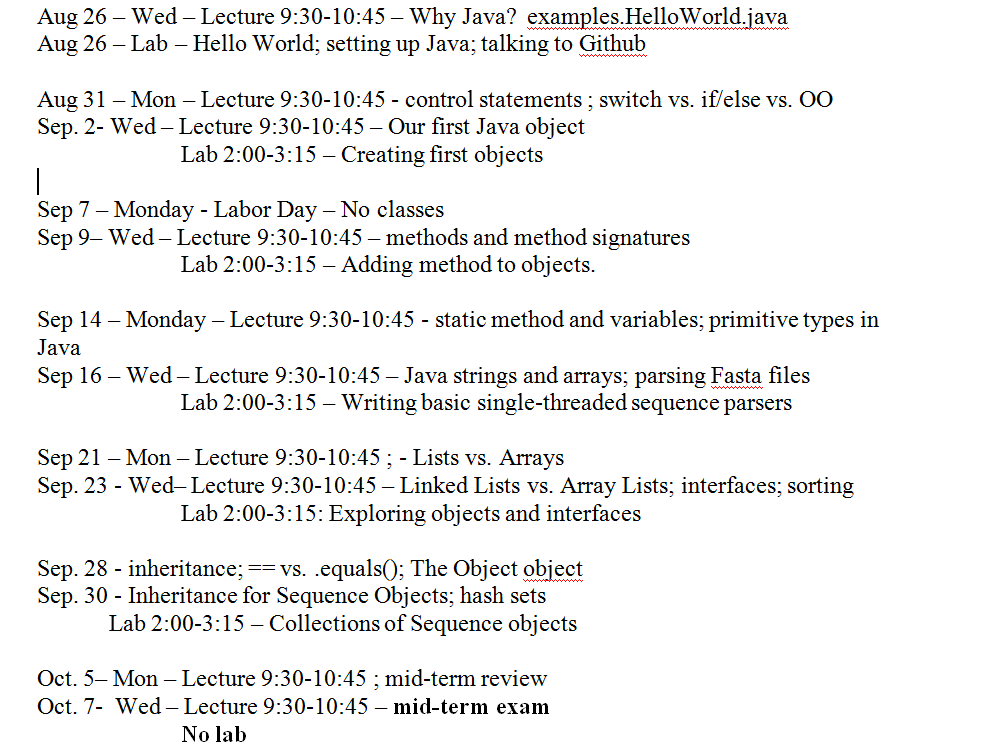 Aug 26 – Wed – Lecture 9:30-10:45 – Why Java?  examples.HelloWorld.java
Aug 26 – Lab – Hello World; setting up Java; talking to Github
Aug 31 – Mon – Lecture 9:30-10:45 - control statements ; switch vs. if/else vs. OO
Sep. 2- Wed – Lecture 9:30-10:45 – Our first Java object
Lab 2:00-3:15 – Creating first objects
Sep 7 – Monday - Labor Day – No classes
Sep 9– Wed – Lecture 9:30-10:45 – methods and method signatures
Lab 2:00-3:15 – Adding method to objects.
Sep 14 – Monday – Lecture 9:30-10:45 - static method and variables; primitive types in
Java
Sep 16 – Wed – Lecture 9:30-10:45 – Java strings and arrays; parsing Fasta files
Lab 2:00-3:15 – Writing basic single-threaded sequence parsers
Sep 21 – Mon – Lecture 9:30-10:45 ; - Lists vs. Arrays
Sep. 23 - Wed– Lecture 9:30-10:45 – Linked Lists vs. Array Lists; interfaces; sorting
Lab 2:00-3:15: Exploring objects and interfaces
Sep. 28 - inheritance; == vs. .equals(); The Object object
Sep. 30 - Inheritance for Sequence Objects; hash sets
Lab 2:00-3:15 – Collections of Sequence objects
Oct. 5– Mon – Lecture 9:30-10:45 ; mid-term review
Oct. 7-  Wed – Lecture 9:30-10:45 – mid-term exam
No lab